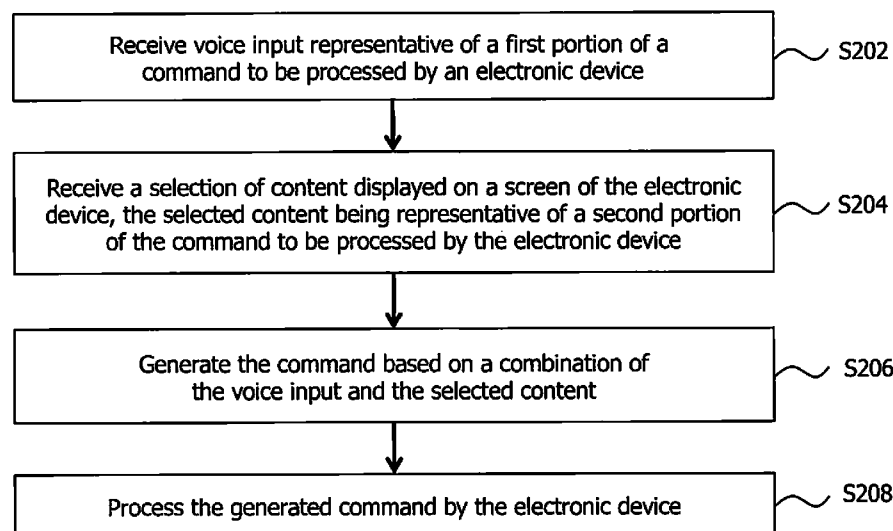 Receive voice input representative of a first portion of a
command to be processed by an electronic device
S202
Receive a selection of content displayed on a screen of the electronic
device, the selected content being representative of a second portion
of the command to be processed by the electronic device
S204
Generate the command based on a combination of
the voice input and the selected content
S206
Process the generated command by the electronic device
S208